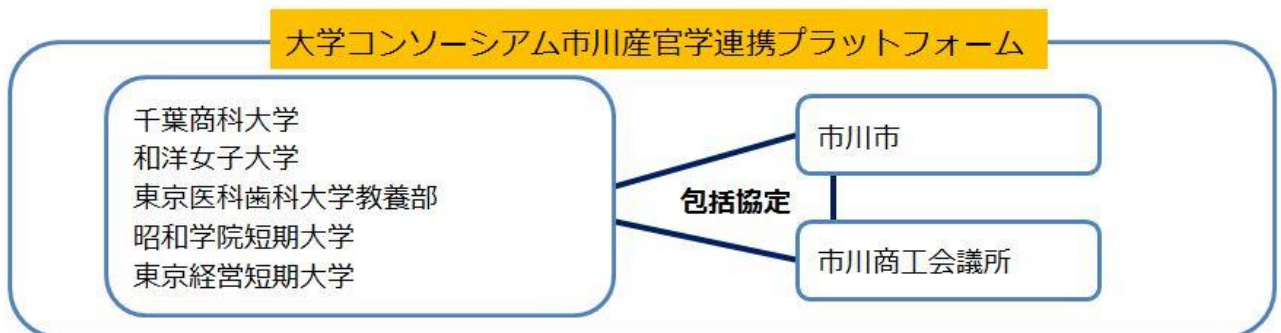 大学コンソーシアム市川産官学連携プラットフォーム
千葉商科大学
和洋女子大学
東京医科歯科大学教養部
昭和学院短期大学
東京経営短期大学
包括協定
市川市
市川商工会議所